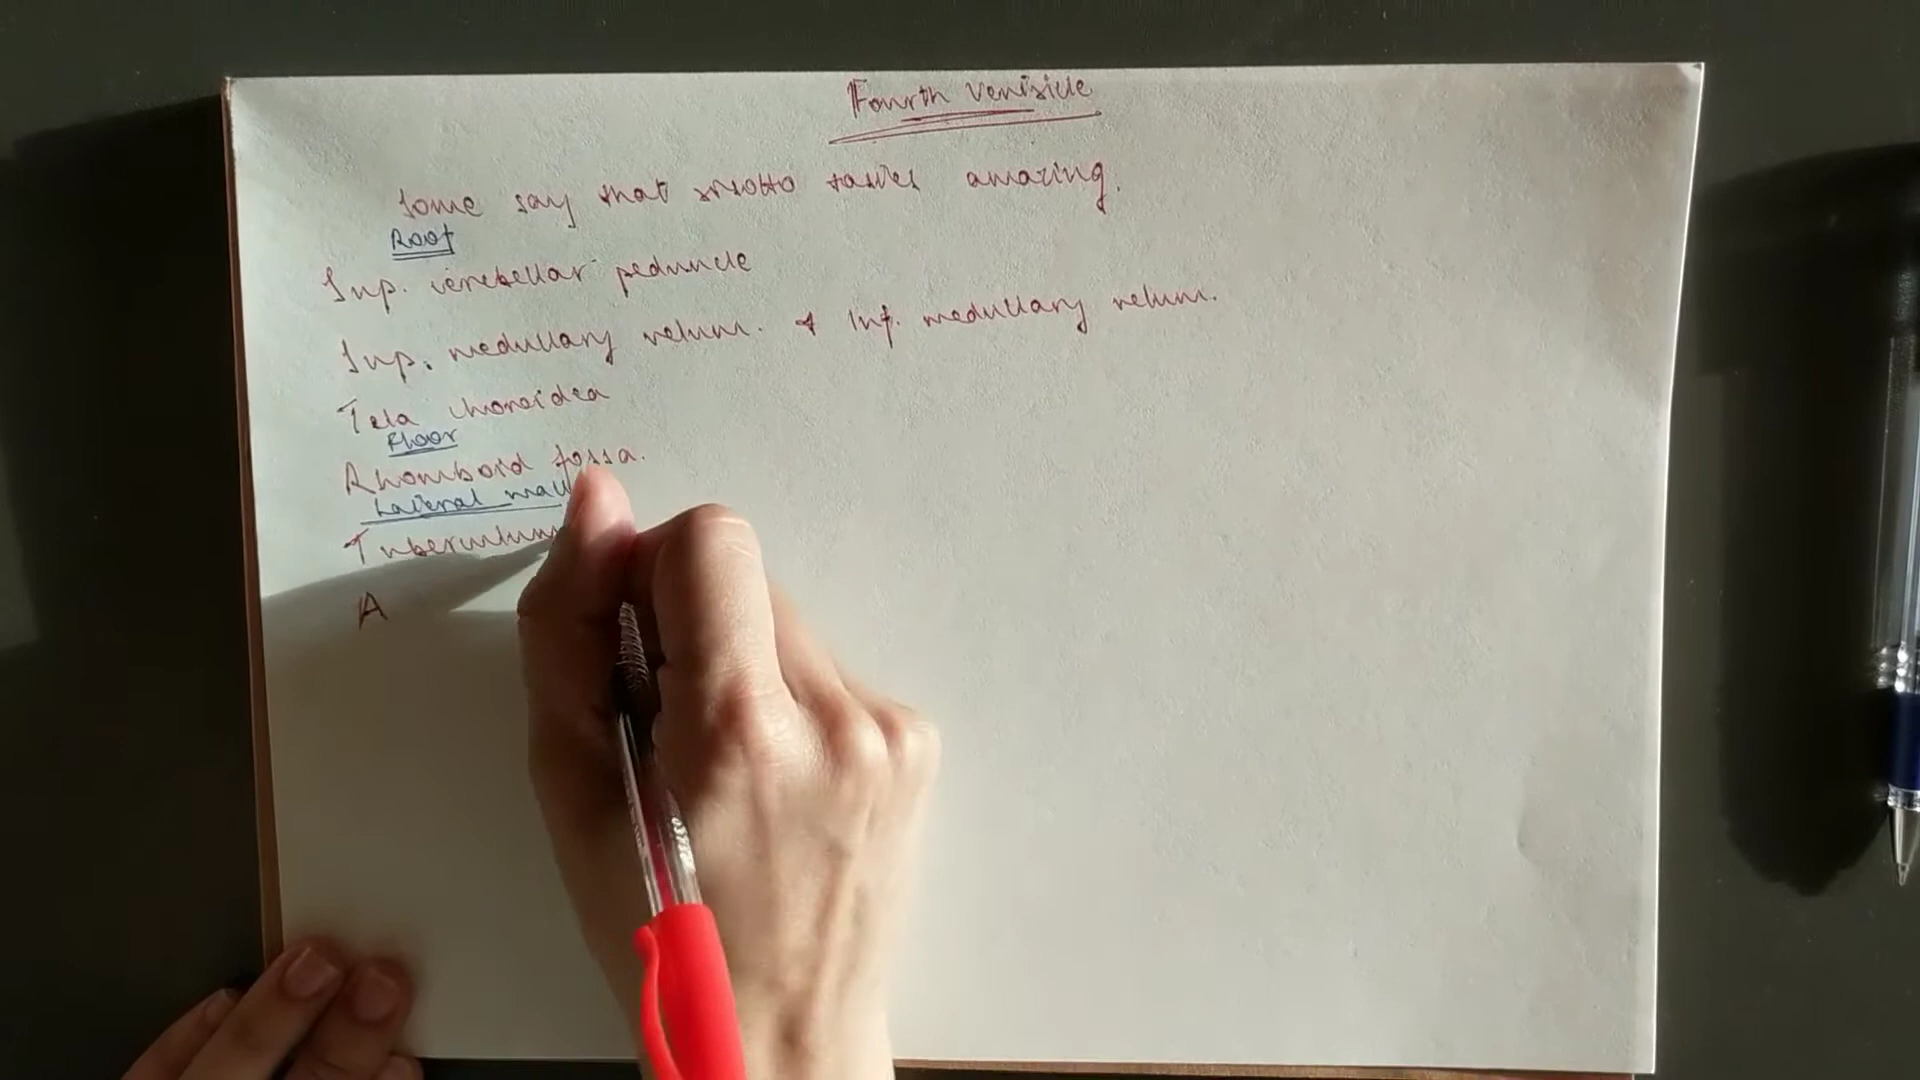 Fourth Ventricle
Some say that risotto tastes amazing.
Roof
Sup. cerebellar peduncle
Sup. medullary velum. & Inf. medullary velum.
Tela choroidea
Floor
Rhomboid fossa.
Lateral wall
Tuberculum
A